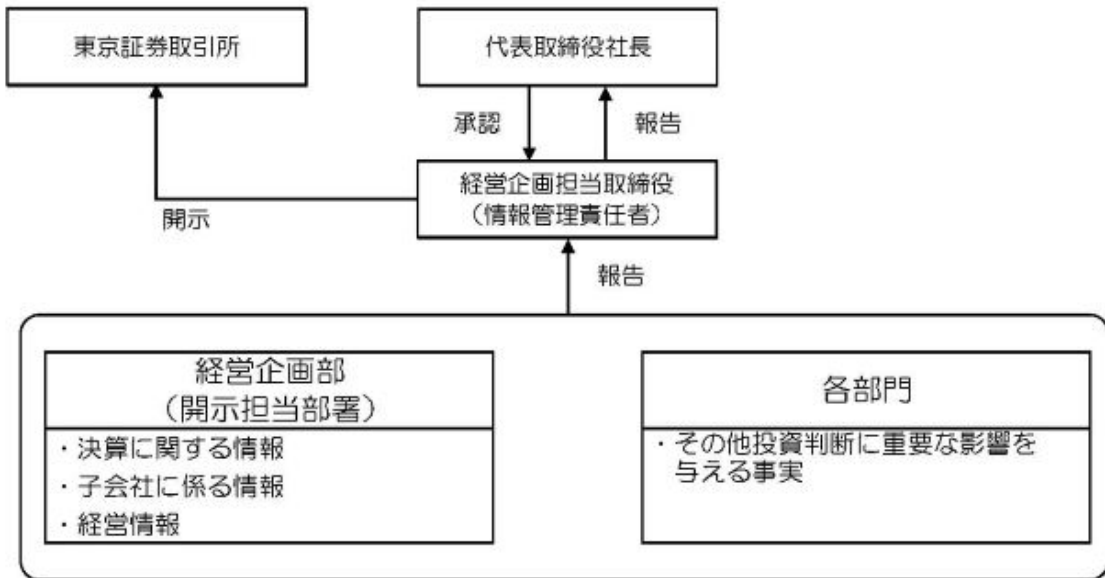 東京証券取引所
代表取締役社長
承認
報告
経営企画担当取締役
（情報管理責任者）
開示
報告
経営企画部
（開示担当部署）
・決算に関する情報
・子会社に係る情報
・経営情報
各部門
・その他投資判断に重要な影響を
与える事実